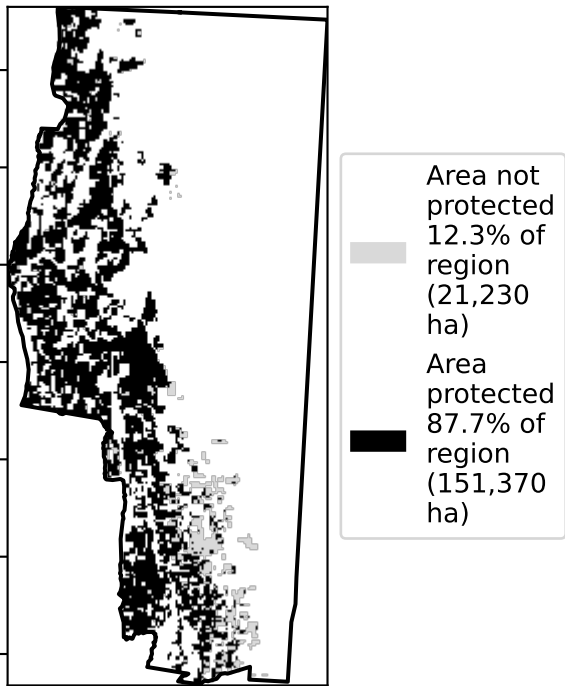 Area not
protected
12.3% of
region
(21,230
ha)
Area
protected
87.7% of
region
(151,370
ha)